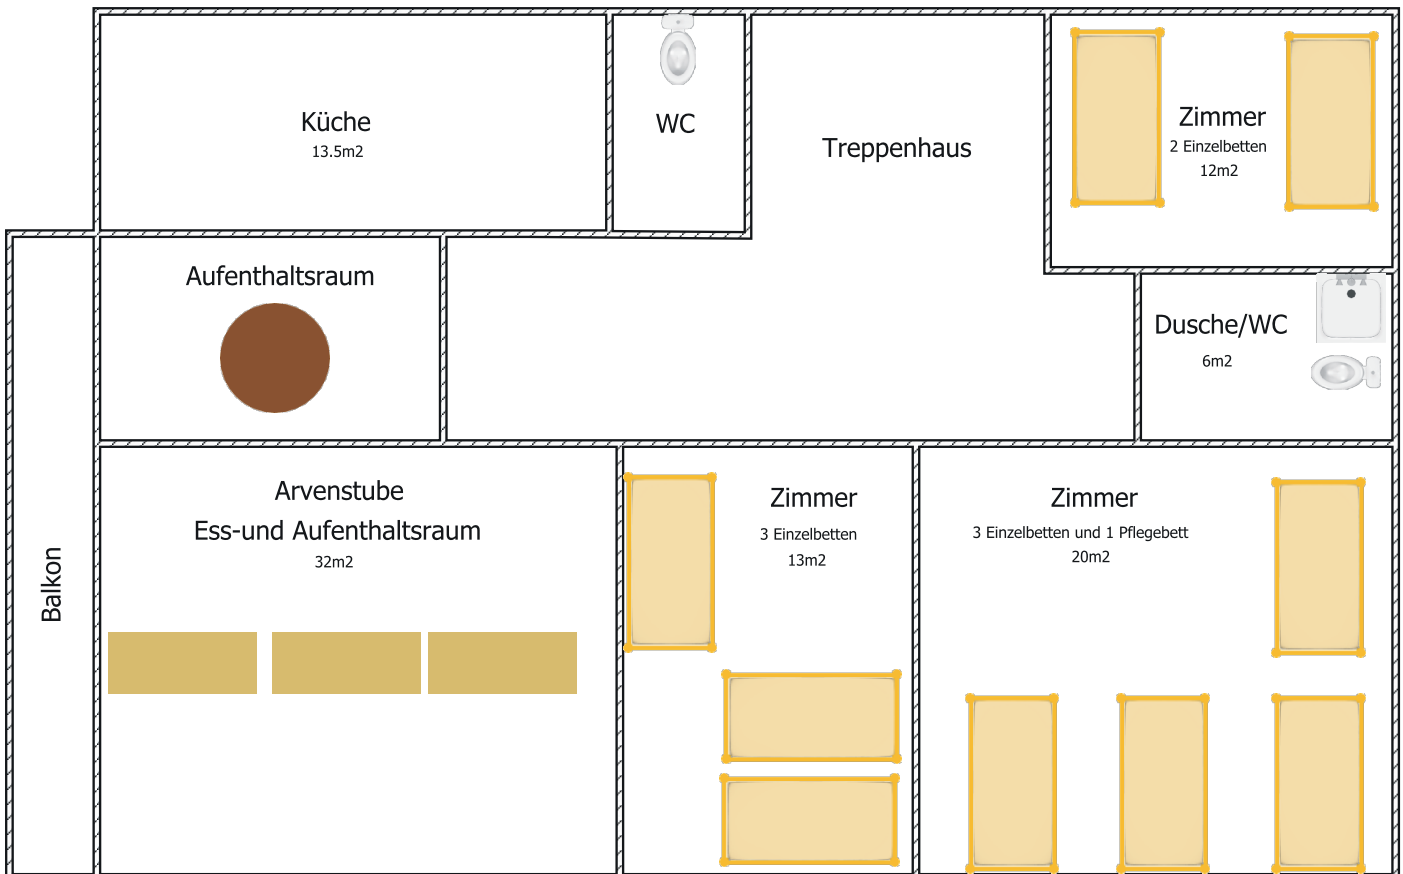 Küche
13.5m2
WC
Treppenhaus
Zimmer
2 Einzelbetten
12m2
Aufenthaltsraum
Dusche/WC
6m2
Balkon
Arvenstube
Ess-und Aufenthaltsraum
32m2
Zimmer
3 Einzelbetten
13m2
Zimmer
3 Einzelbetten und 1 Pflegebett
20m2